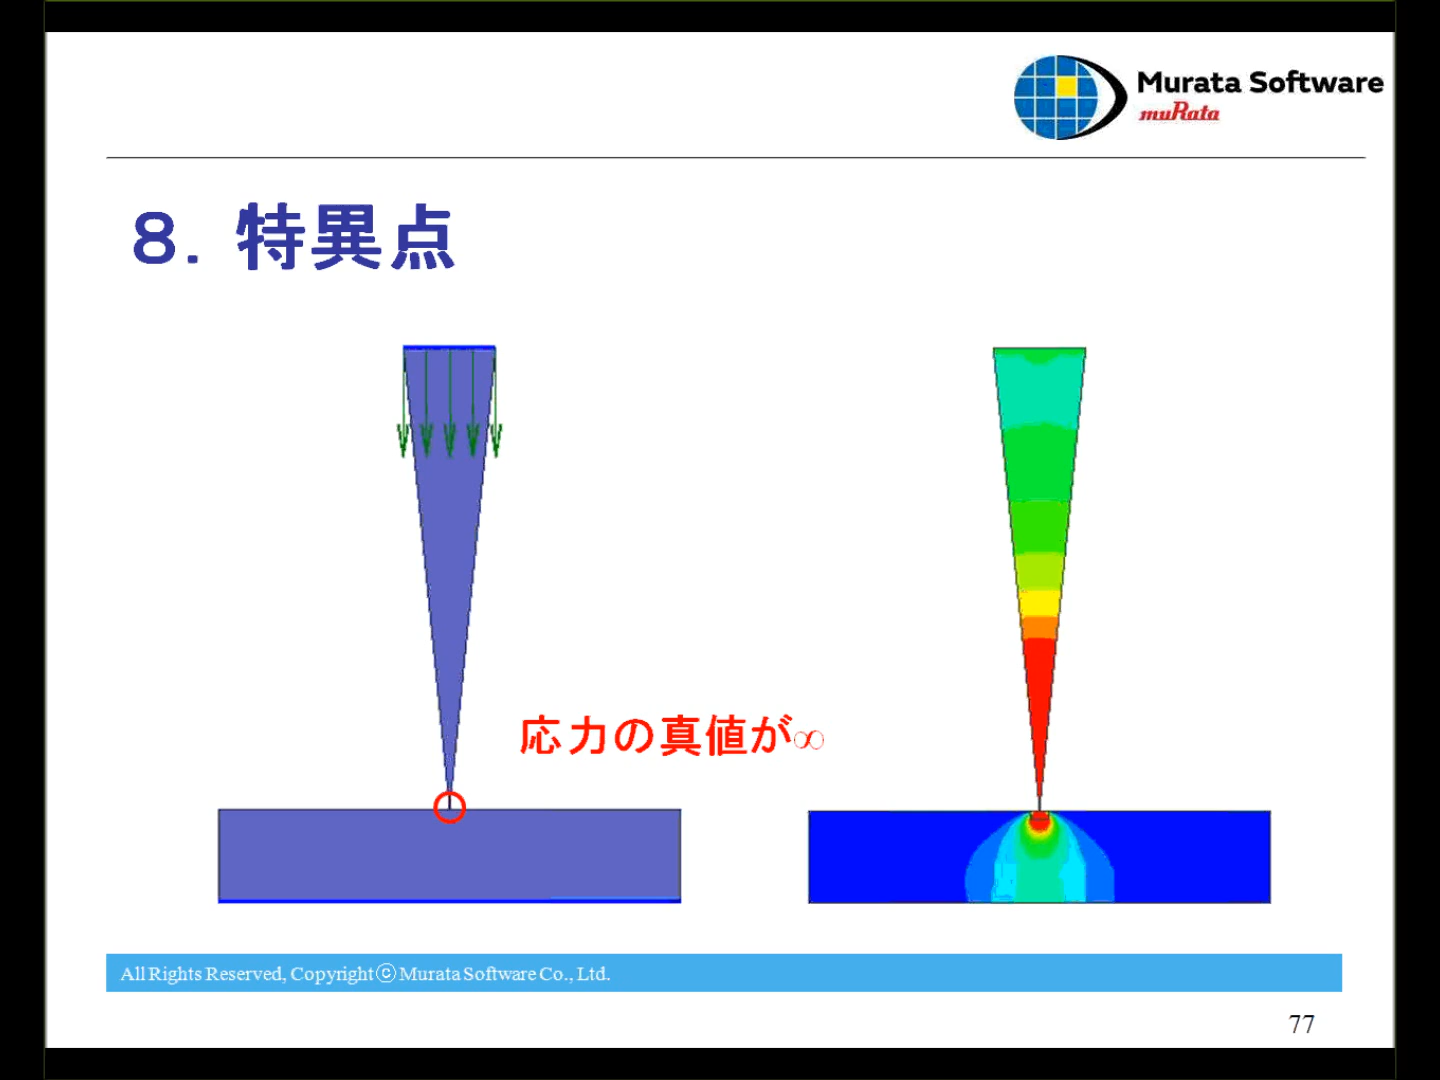 Murata Software
muRata
８．特異点
応力の真値が∞
All Rights Reserved, Copyright ⓒ Murata Software Co., Ltd.
77